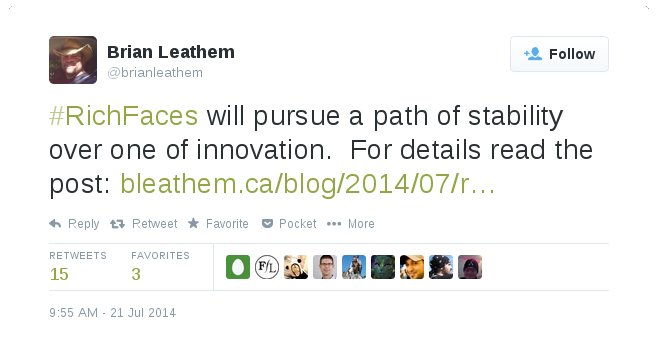 Brian Leathem
@brianleathem
Follow
#RichFaces will pursue a path of stability
over one of innovation.  For details read the
post: bleathem.ca/blog/2014/07/r…
Reply Retweet Favorite Pocket More
RETWEETS FAVORITES
15 3
F/L
9:55 AM - 21 Jul 2014